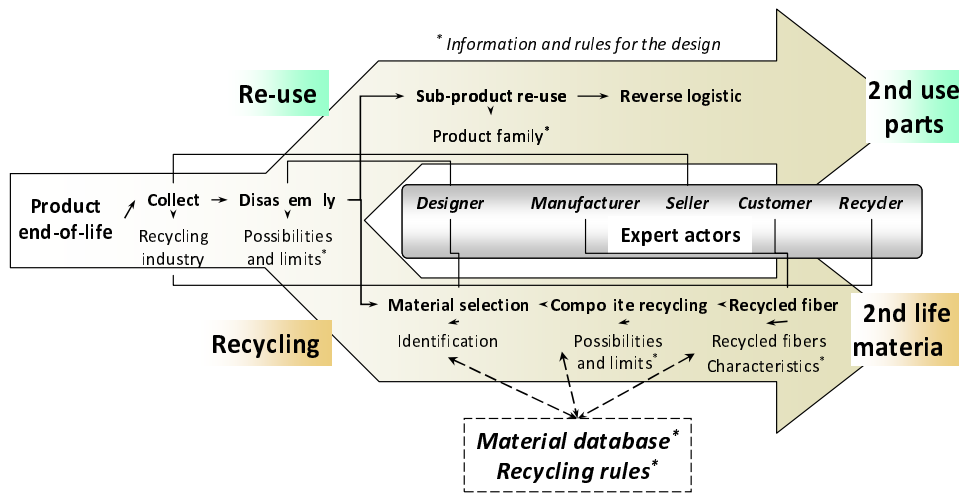 * Information and rules for the design
Re-use
Sub-product re-use
Reverse logistic
2nd use
parts
Product family*
Product
end-of-life
Collect
Disas em ly
Recycling
industry
Possibilities
and limits*
Designer
Manufacturer
Seller
Customer
Recycler
Expert actors
Material selection
Compo ite recycling
Recycled fiber
2nd life
materia
Recycling
Identification
Possibilities
and limits*
Recycled fibers
Characteristics*
Material database*
Recycling rules*